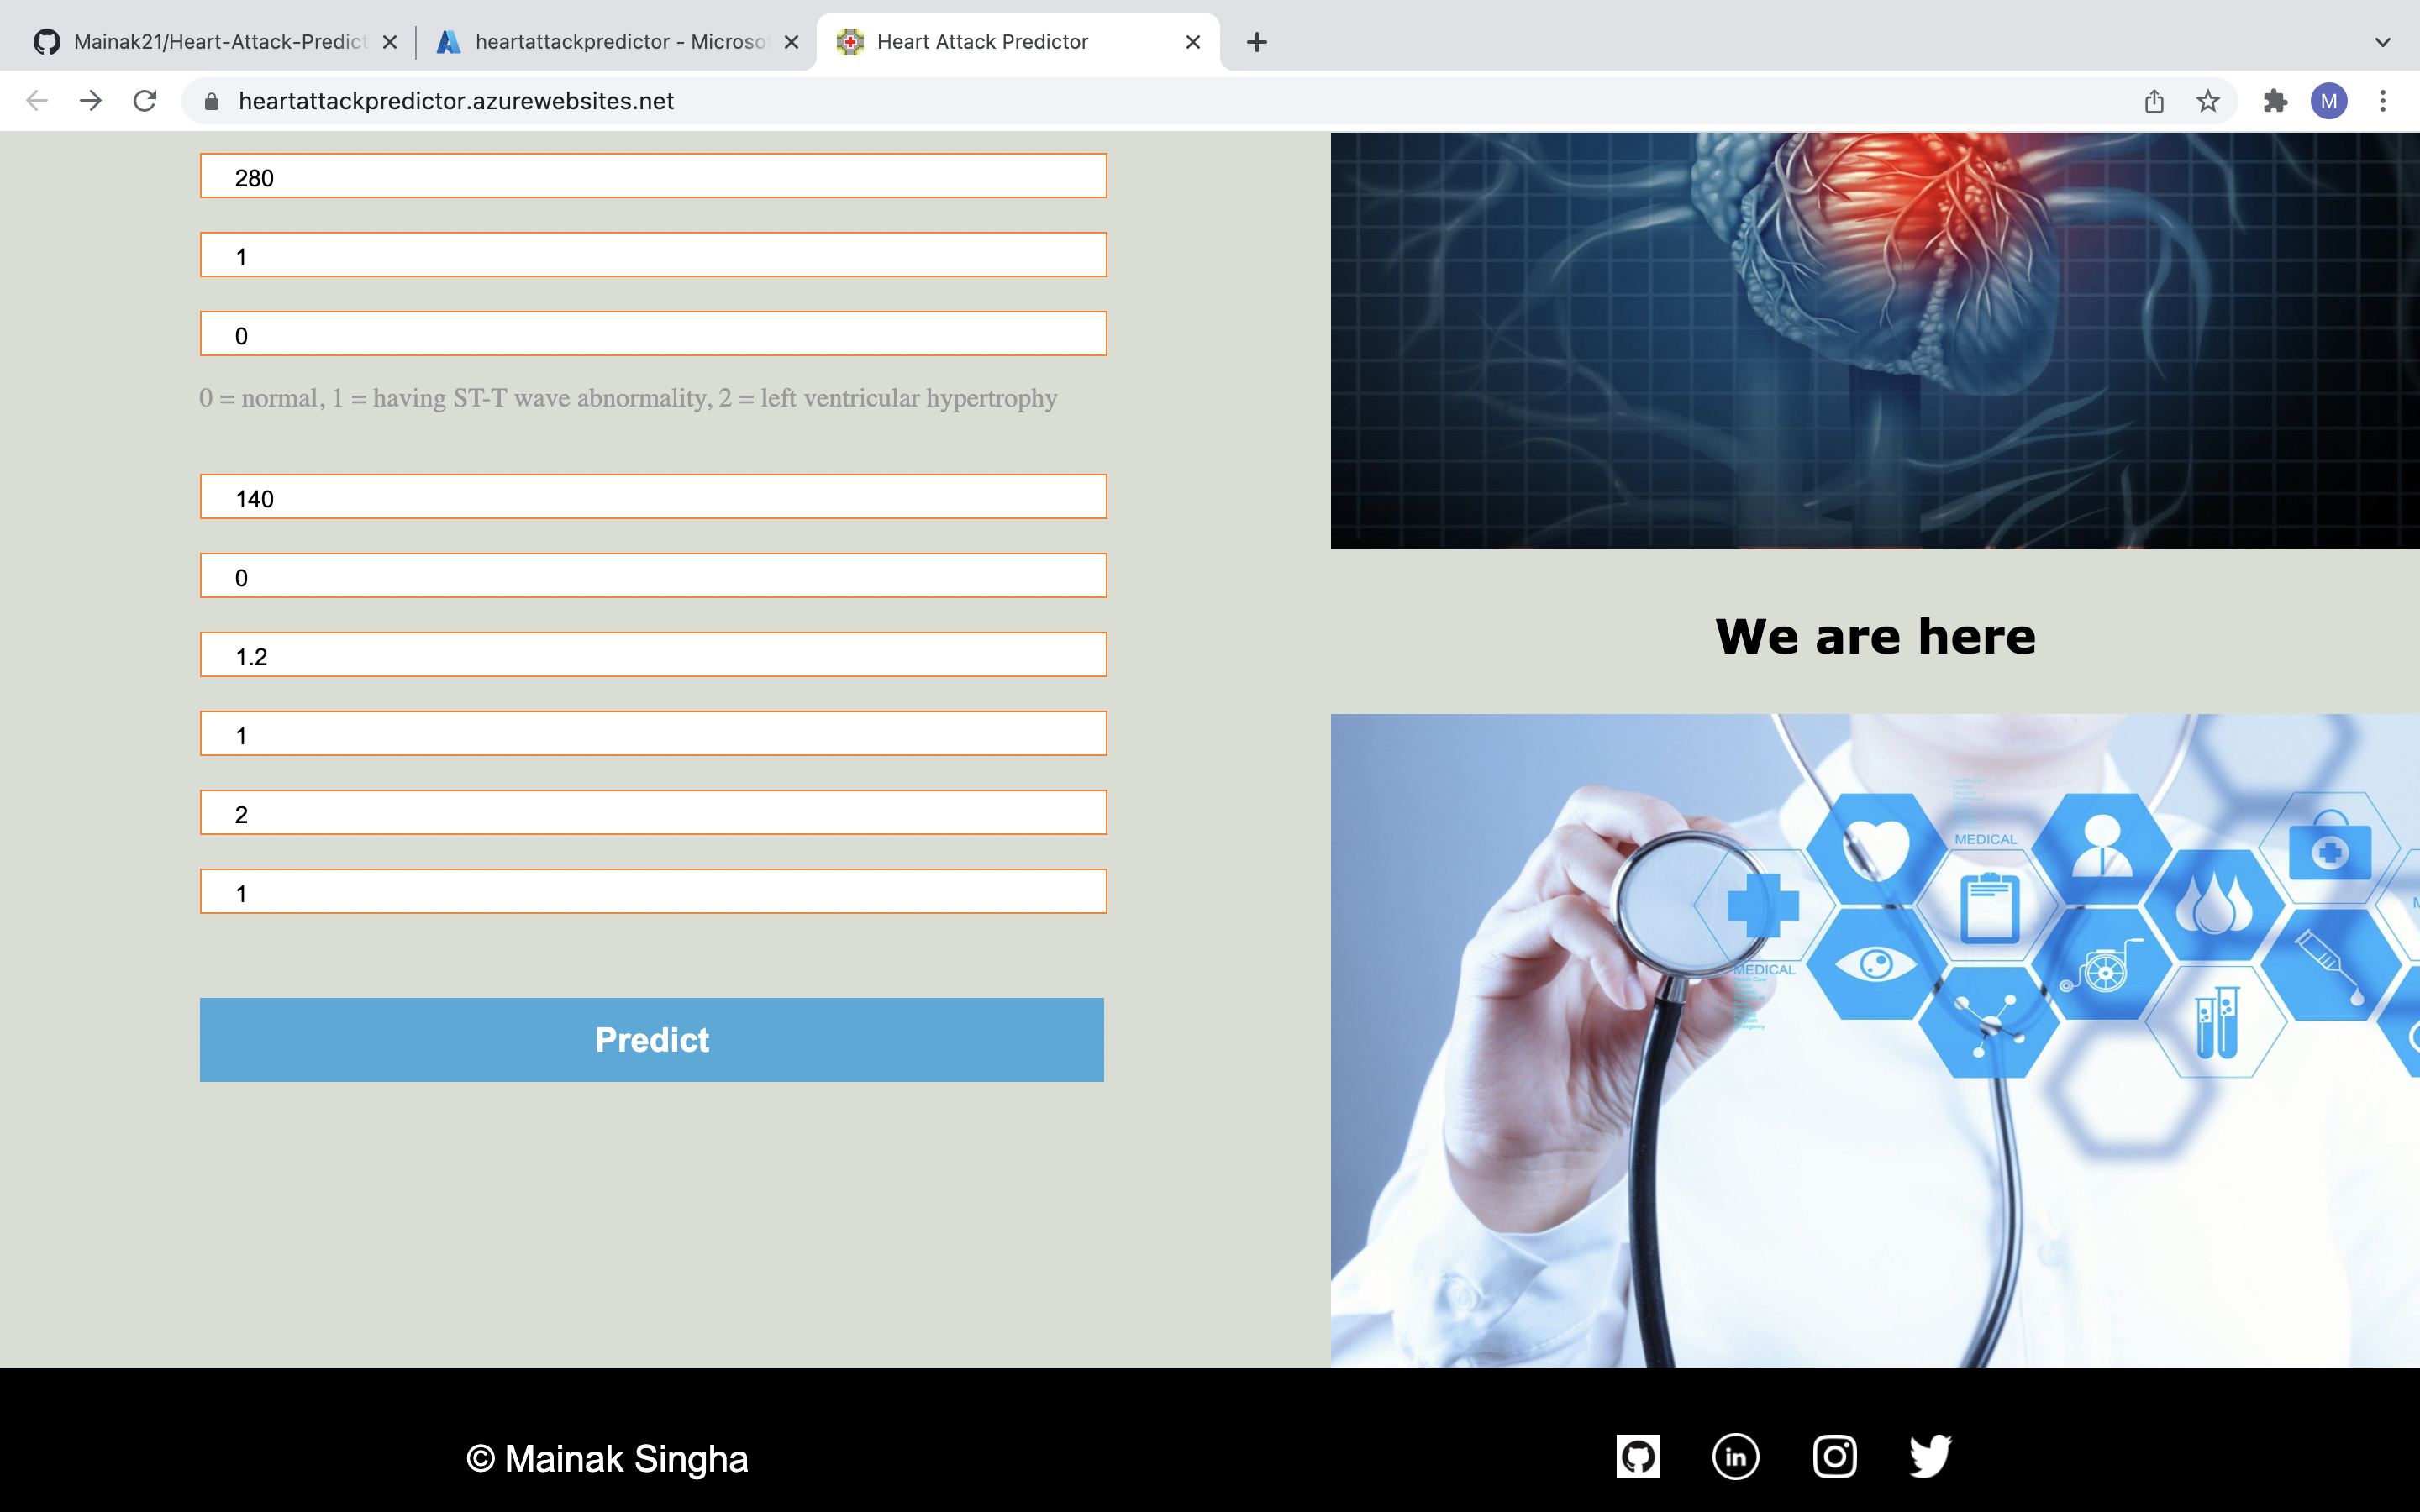 Mainak21/Heart-Attack-Predict
heartattackpredictor - Microso
Heart Attack Predictor
heartattackpredictor.azurewebsites.net
M
280
1
0
0 = normal, 1 = having ST-T wave abnormality, 2 = left ventricular hypertrophy
140
0
1.2
1
2
1
Predict
We are here
MEDICAL
MEDICAL
© Mainak Singha
in